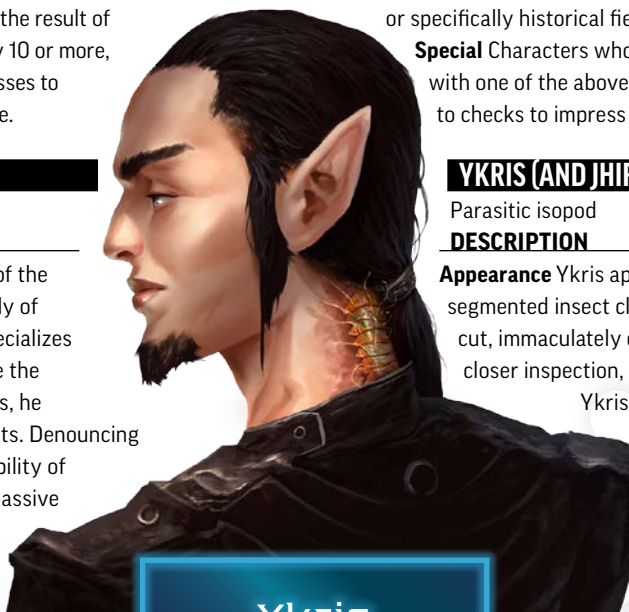 the result of
y 10 or more,
sses to
e.
of the
ly of
ecializes
e the
s, he
ts. Denouncing
bility of
assive
or specifically historical fie
Special Characters who
with one of the above
to checks to impress
YKRIS (AND JHIR
Parasitic isopod
DESCRIPTION
Appearance Ykris ap
segmented insect cl
cut, immaculately
closer inspection,
Ykris
Ykris